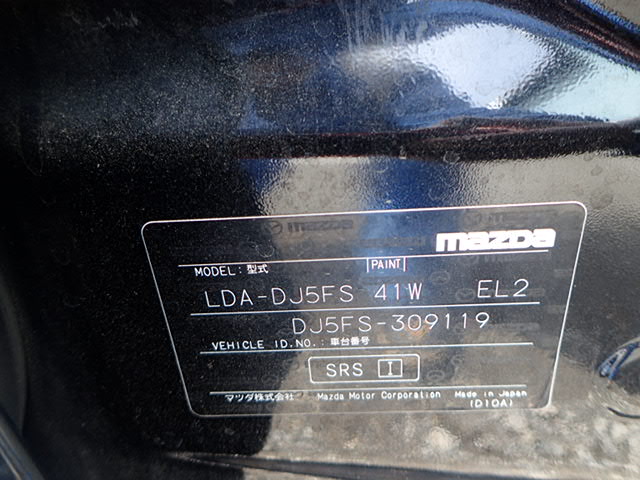 mazda
MODEL: 型式 PAINT
LDA-DJ5FS 41W EL2
DJ5FS-309119
VEHICLE ID.NO.: 車台番号
SRS I
マツダ株式会社 Mazda Motor Corporation Made in Japan
(D10A)